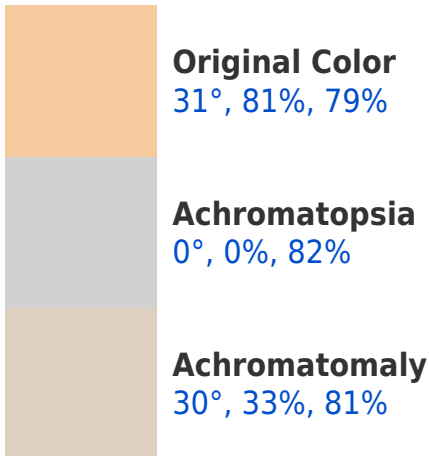 Original Color
31°, 81%, 79%
Achromatopsia
0°, 0%, 82%
Achromatomaly
30°, 33%, 81%